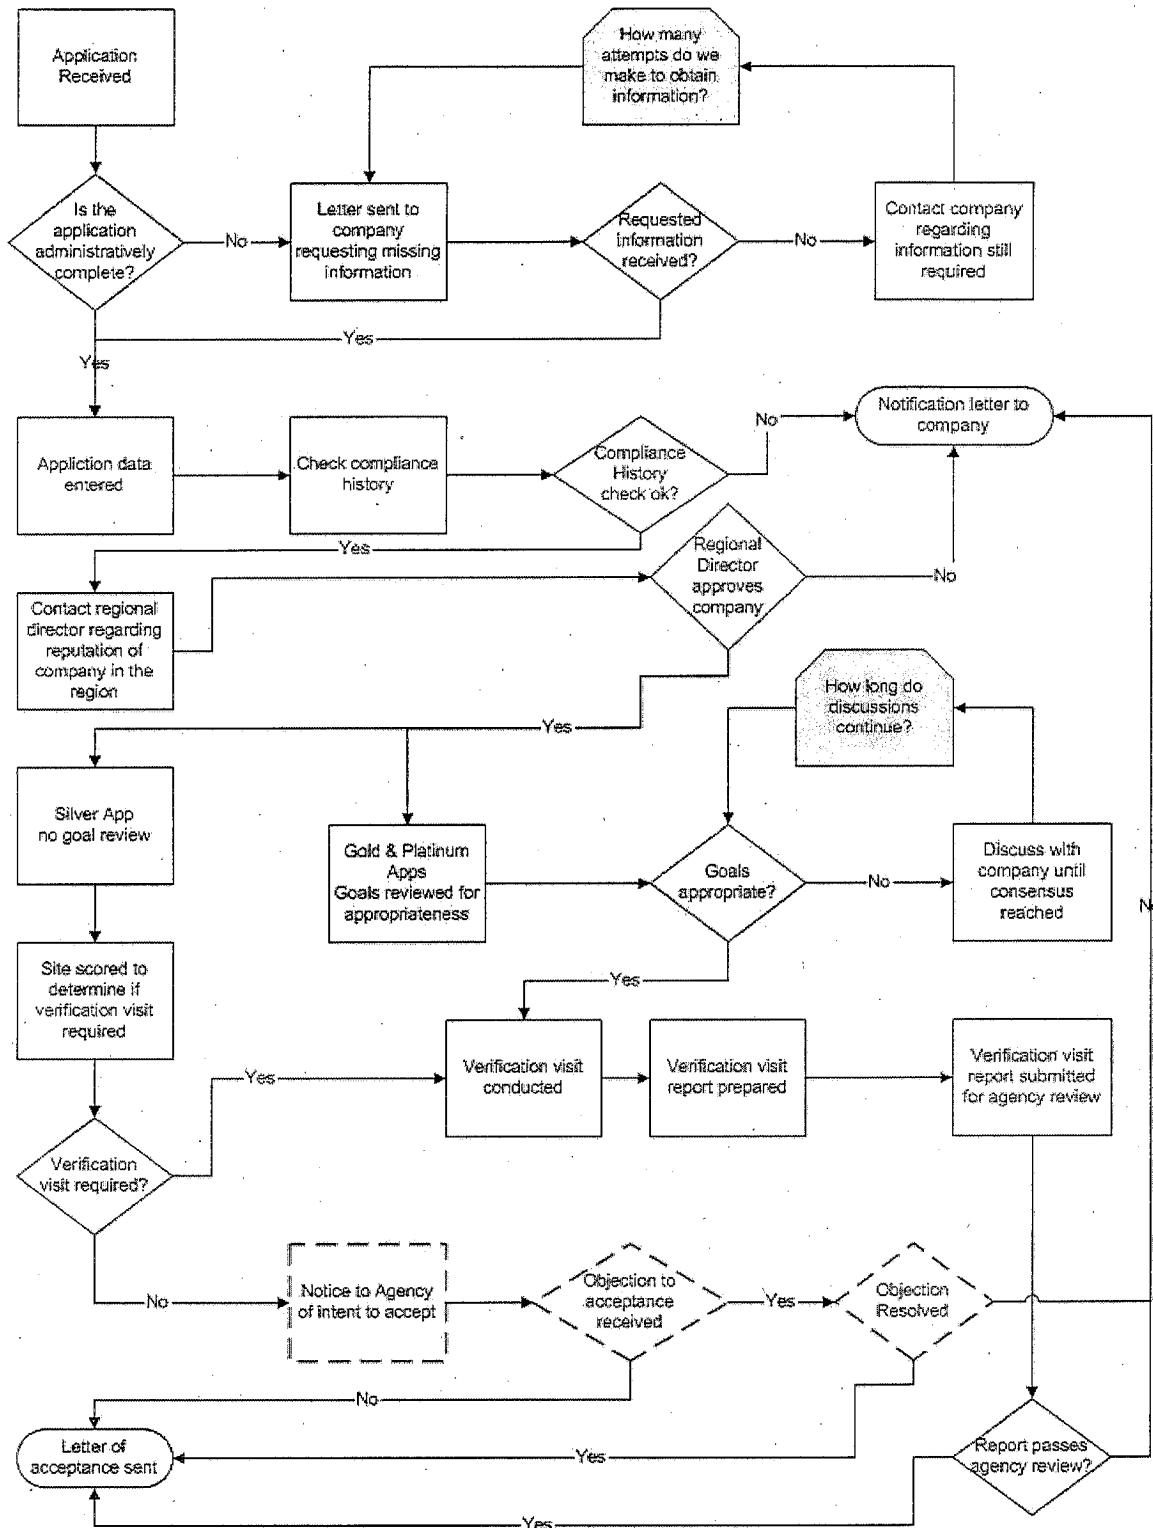 Application
Received
How many
attempts do we
make to obtain
information?
Is the
application
administratively
complete?
No
Letter sent to
company
requesting missing
information
Requested
information
received?
No
Contact company
regarding
information still
required
Yes
Yes
Notification letter to
company
Appliction data
entered
Check compliance
history
Compliance
History
check ok?
No
Yes
Contact regional
director regarding
reputation of
company in the
region
Regional
Director
approves
company
No
How long do
discussions
continue?
Yes
Silver App
no goal review
Gold & Platinum
Apps
Goals reviewed for
appropriateness
Goals
appropriate?
No
Discuss with
company until
consensus
reached
N
Yes
Site scored to
determine if
verification visit
required
Verification visit
conducted
Verification visit
report prepared
Verification visit
report submitted
for agency review
Yes
Verification
visit required?
No
Notice to Agency
of intent to accept
Objection to
acceptance
received
Yes
Objection
Resolved
No
Letter of
acceptance sent
Yes
Report passes
agency review?
Yes